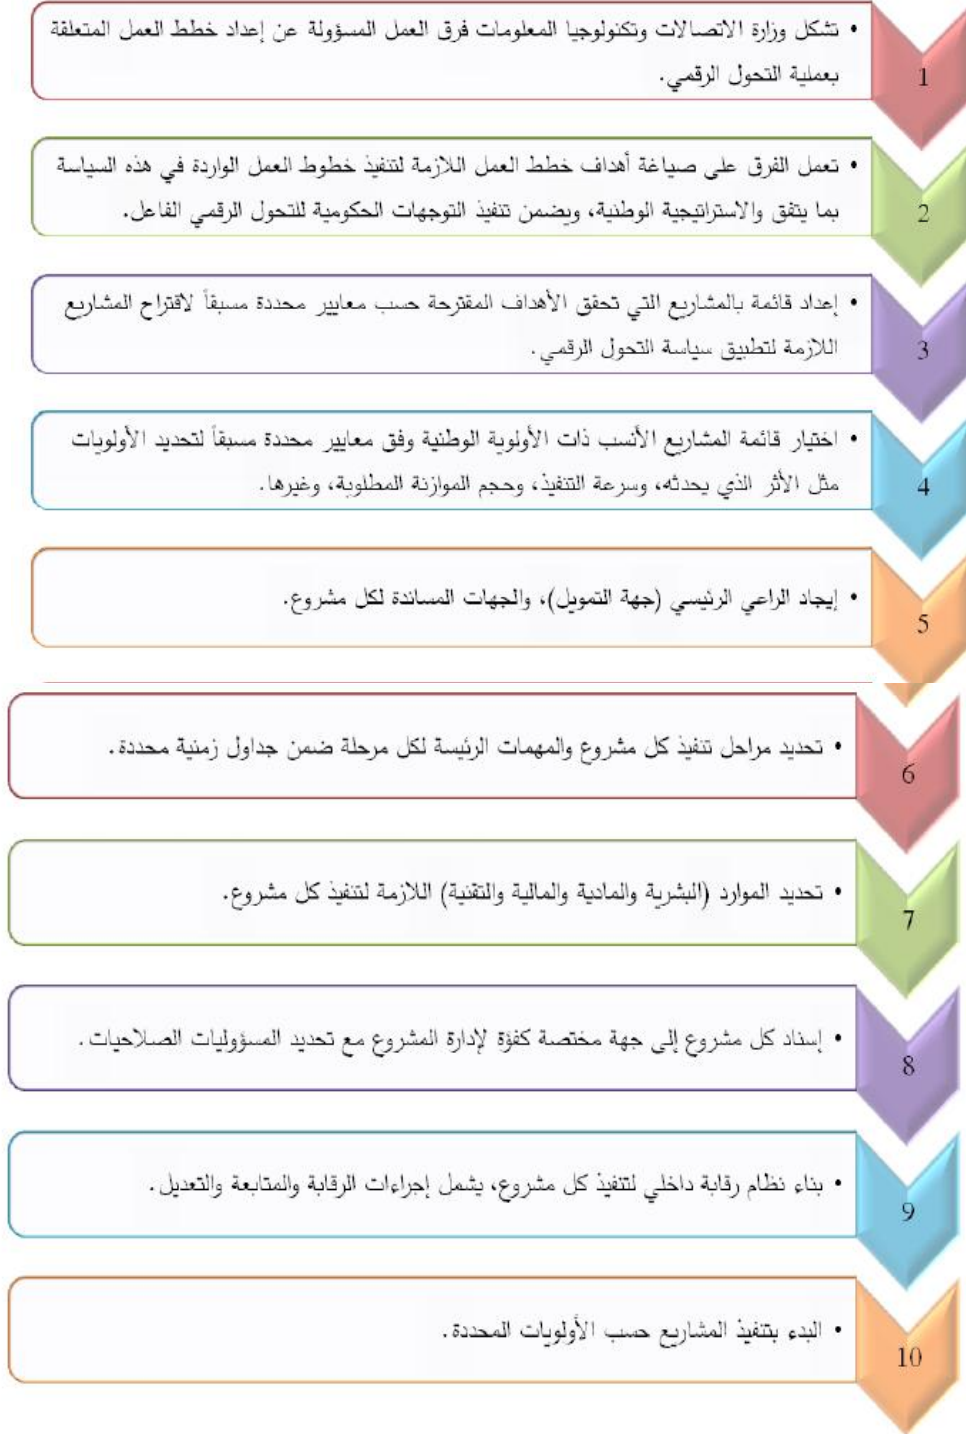 1
• تشكل وزارة الاتصالات وتكنولوجيا المعلومات فرق العمل المسؤولة عن إعداد خطط العمل المتعلقة
بعملية التحول الرقمي.
2
• تعمل الفرق على صياغة أهداف خطط العمل اللازمة لتنفيذ خطوط العمل الواردة في هذه السياسة
بما يتفق والاستراتيجية الوطنية، ويضمن تنفيذ التوجهات الحكومية للتحول الرقمي الفاعل.
3
• إعداد قائمة بالمشاريع التي تحقق الأهداف المقترحة حسب معايير محددة مسبقاً لاقتراح المشاريع
اللازمة لتطبيق سياسة التحول الرقمي.
4
• اختيار قائمة المشاريع الأنسب ذات الأولوية الوطنية وفق معايير محددة مسبقاً لتحديد الأولويات
مثل الأثر الذي يحدثه، وسرعة التنفيذ، وحجم الموازنة المطلوبة، وغيرها.
5
• إيجاد الراعي الرئيسي (جهة التمويل)، والجهات المساندة لكل مشروع.
6
• تحديد مراحل تنفيذ كل مشروع والمهمات الرئيسة لكل مرحلة ضمن جداول زمنية محددة.
7
• تحديد الموارد (البشرية والمادية والمالية والتقنية) اللازمة لتنفيذ كل مشروع.
8
• إسناد كل مشروع إلى جهة مختصة كفؤة لإدارة المشروع مع تحديد المسؤوليات الصلاحيات.
9
• بناء نظام رقابة داخلي لتنفيذ كل مشروع، يشمل إجراءات الرقابة والمتابعة والتعديل.
10
• البدء بتنفيذ المشاريع حسب الأولويات المحددة.